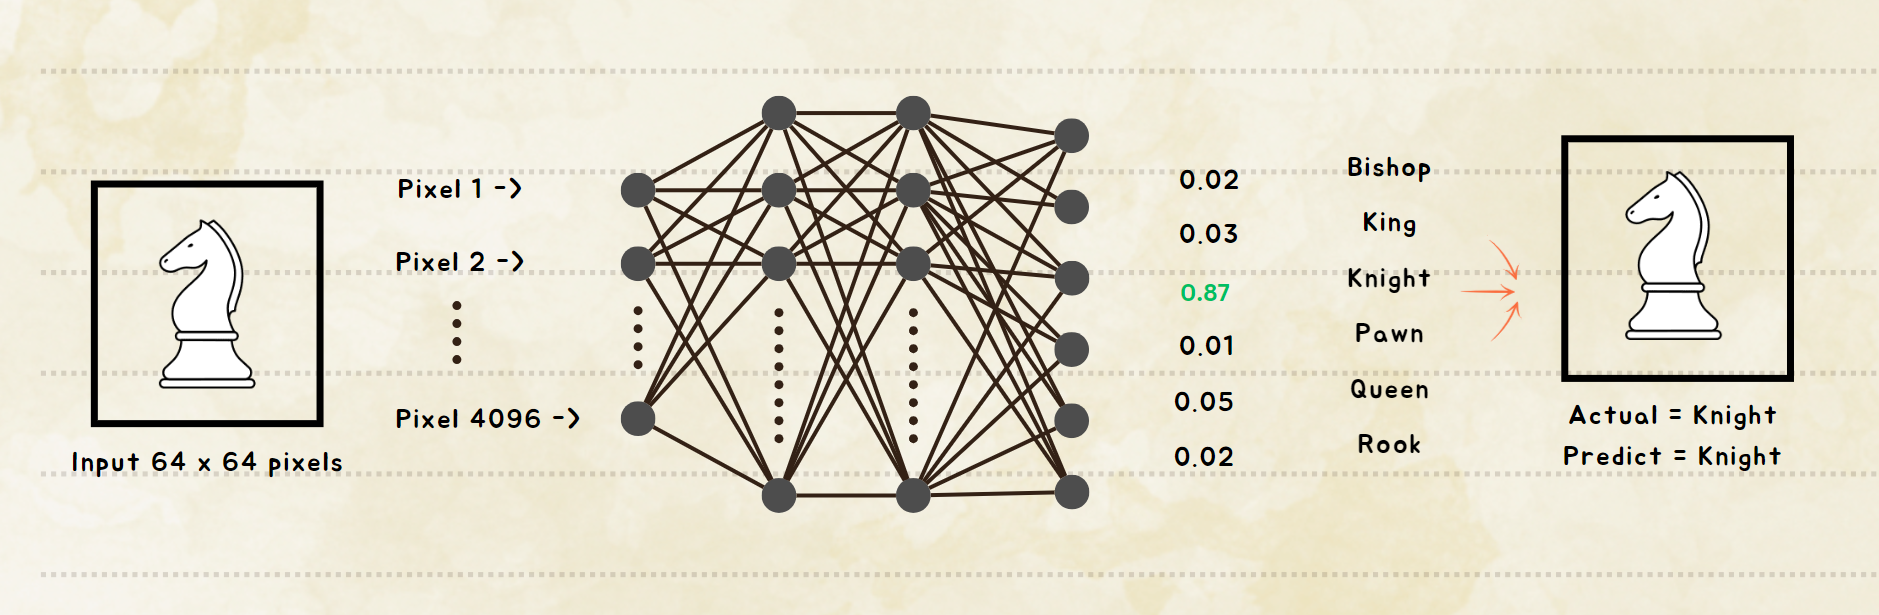 Input 64 x 64 pixels
Pixel 1 ->
Pixel 2 ->
Pixel 4096 ->
0.02
0.03
0.87
0.01
0.05
0.02
Bishop
King
Knight
Pawn
Queen
Rook
Actual = Knight
Predict = Knight